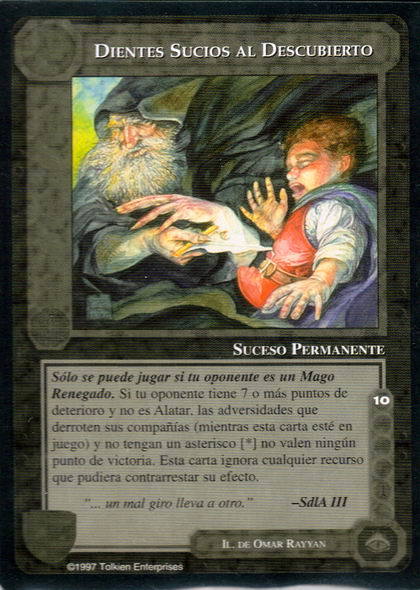 Dientes Sucios al Descubierto
Suceso Permanente
Sólo se puede jugar si tu oponente es un Mago
Renegado. Si tu oponente tiene 7 o más puntos de
deterioro y no es Alatar, las adversidades que
derroten sus compañías (mientras esta carta esté en
juego) y no tengan un asterisco [*] no valen ningún
punto de victoria. Esta carta ignora cualquier recurso
que pudiera contrarrestar su efecto.
10
"... un mal giro lleva a otro." –SdlA III
Il. de Omar Rayyan
©1997 Tolkien Enterprises